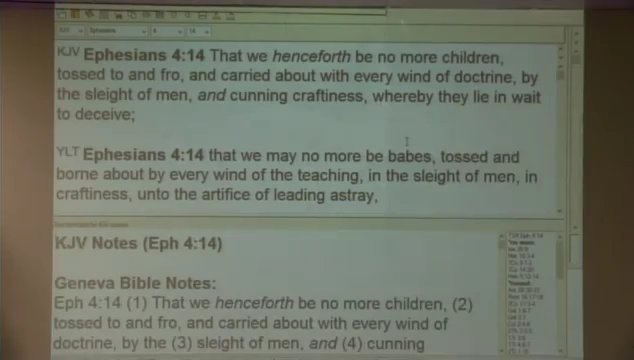 KJV Ephesians 4:14 That we henceforth be no more children,
tossed to and fro, and carried about with every wind of doctrine, by
the sleight of men, and cunning craftiness, whereby they lie in wait
to deceive;
YLT Ephesians 4:14 that we may no more be babes, tossed and
borne about by every wind of the teaching, in the sleight of men, in
craftiness, unto the artifice of leading astray,
KJV Notes (Eph 4:14)
Geneva Bible Notes:
Eph 4:14 (1) That we henceforth be no more children, (2)
tossed to and fro, and carried about with every wind of
doctrine, by the (3) sleight of men, and (4) cunning